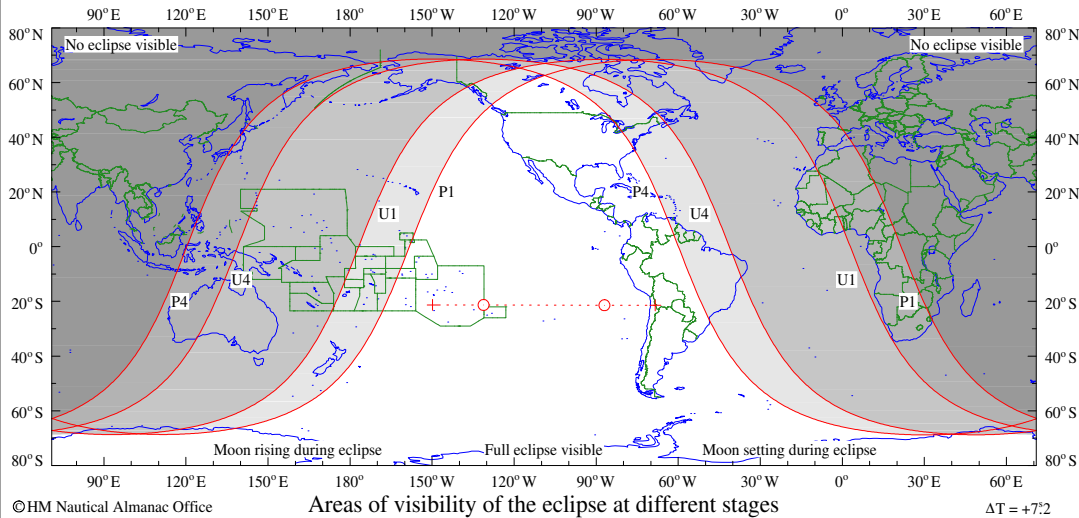 90° E 120° E 150° E 180° 150° W 120° W 90° W 60° W 30° W 0° 30° E 60° E
80° N No eclipse visible No eclipse visible 80° N
60° N 60° N
40° N 40° N
20° N P1 P4 20° N
U1 U4
0° 0°
U4 U1
20° S P4 P1 20° S
40° S 40° S
60° S 60° S
Moon rising during eclipse Full eclipse visible Moon setting during eclipse
80° S 80° S
90° E 120° E 150° E 180° 150° W 120° W 90° W 60° W 30° W 0° 30° E 60° E
©HM Nautical Almanac Office Areas of visibility of the eclipse at different stages ΔT = +7ˢ.2